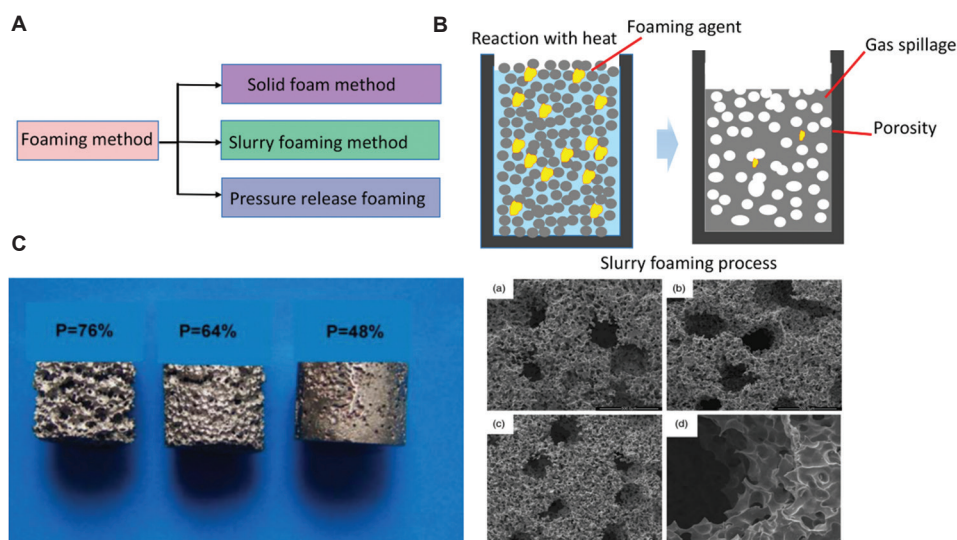 A
Foaming method
Solid foam method
Slurry foaming method
Pressure release foaming
B
Reaction with heat
Foaming agent
Gas spillage
Porosity
Slurry foaming process
C
P=76%
P=64%
P=48%
(a)
(b)
(c)
(d)